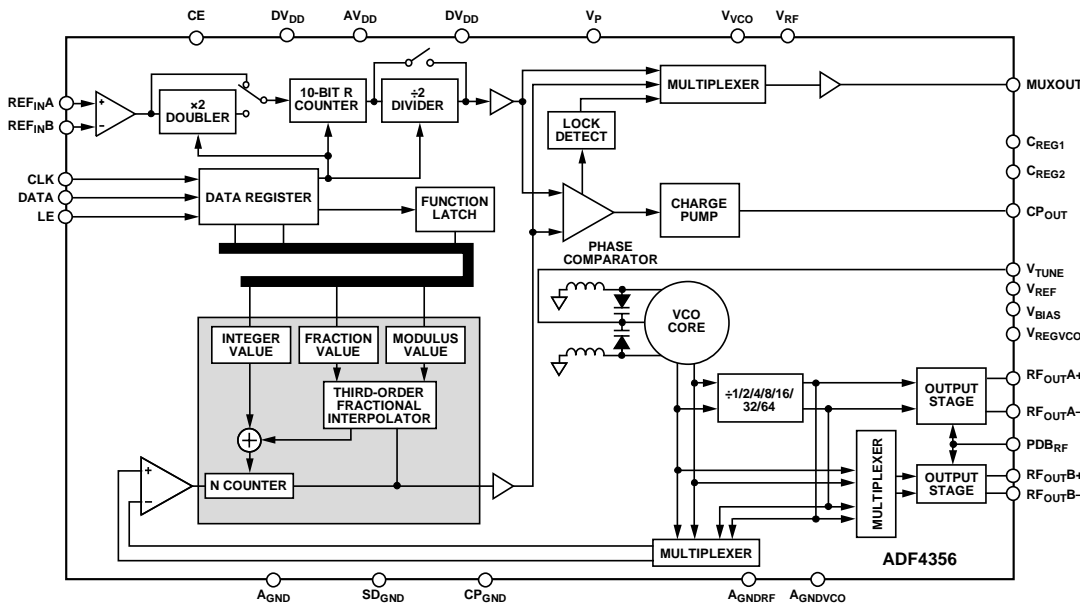 CE
DVDD
AVDD
DVDD
VP
VVCO
VRF
REFINA
REFINB
×2
DOUBLER
10-BIT R
COUNTER
÷2
DIVIDER
MULTIPLEXER
MUXOUT
LOCK
DETECT
CREG1
CREG2
CLK
DATA
LE
DATA REGISTER
FUNCTION
LATCH
CHARGE
PUMP
CPOUT
PHASE
COMPARATOR
VTUNE
VREF
VBIAS
VREGVCO
VCO
CORE
INTEGER
VALUE
FRACTION
VALUE
MODULUS
VALUE
THIRD-ORDER
FRACTIONAL
INTERPOLATOR
÷1/2/4/8/16/
32/64
OUTPUT
STAGE
RFOUTA+
RFOUTA–
PDBRF
N COUNTER
MULTIPLEXER
OUTPUT
STAGE
RFOUTB+
RFOUTB–
MULTIPLEXER
ADF4356
AGND
SDGND
CPGND
AGNDRF
AGNDVCO